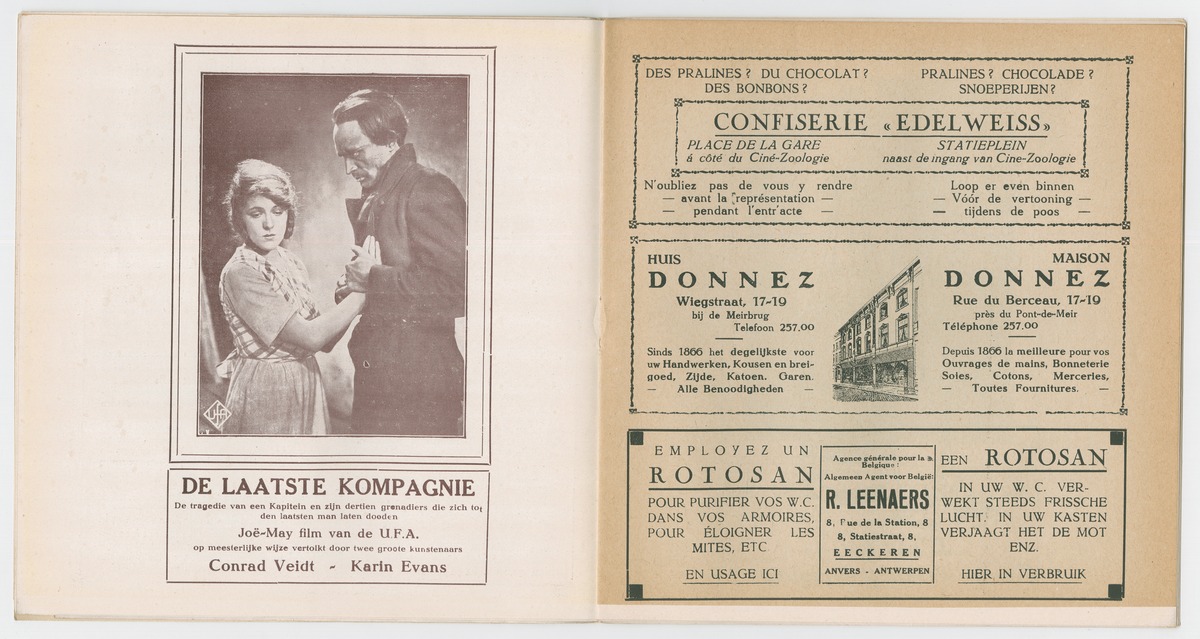 UfA
DE LAATSTE KOMPAGNIE
De tragedie van een Kapitein en zijn dertien grenadiers die zich tot
den laatsten man laten dooden
Joë-May film van de U.F.A.
op meesterlijke wijze vertolkt door twee groote kunstenaars
Conrad Veidt - Karin Evans
DES PRALINES? DU CHOCOLAT?
DES BONBONS?
PRALINES? CHOCOLADE?
SNOEPERIJEN?
CONFISERIE «EDELWEISS»
PLACE DE LA GARE
á côté du Ciné-Zoologie
STATIEPLEIN
naast de ingang van Cine-Zoologie
N'oubliez pas de vous y rendre
— avant la représentation —
— pendant l'entr'acte —
Loop er even binnen
— Vóór de vertooning —
— tijdens de poos —
HUIS
DONNEZ
Wiegstraat, 17-19
bij de Meirbrug
Telefoon 257.00
Sinds 1866 het degelijkste voor
uw Handwerken, Kousen en brei-
goed, Zijde, Katoen. Garen.
— Alle Benoodigheden —
MAISON
DONNEZ
Rue du Berceau, 17-19
près du Pont-de-Meir
Téléphone 257.00
Depuis 1866 la meilleure pour vos
Ouvrages de mains, Bonneterie
Soies, Cotons, Merceries,
— Toutes Fournitures. —
EMPLOYEZ UN
ROTOSAN
POUR PURIFIER VOS W.C.
DANS VOS ARMOIRES,
POUR ÉLOIGNER LES
MITES, ETC
EN USAGE ICI
Agence générale pour la
Belgique:
Algemeen Agent voor België:
R. LEENAERS
8, Rue de la Station, 8
8, Statiestraat, 8,
EECKEREN
ANVERS - ANTWERPEN
EEN ROTOSAN
IN UW W. C. VER-
WEKT STEEDS FRISSCHE
LUCHT. IN UW KASTEN
VERJAAGT HET DE MOT
ENZ.
HIER IN VERBRUIK